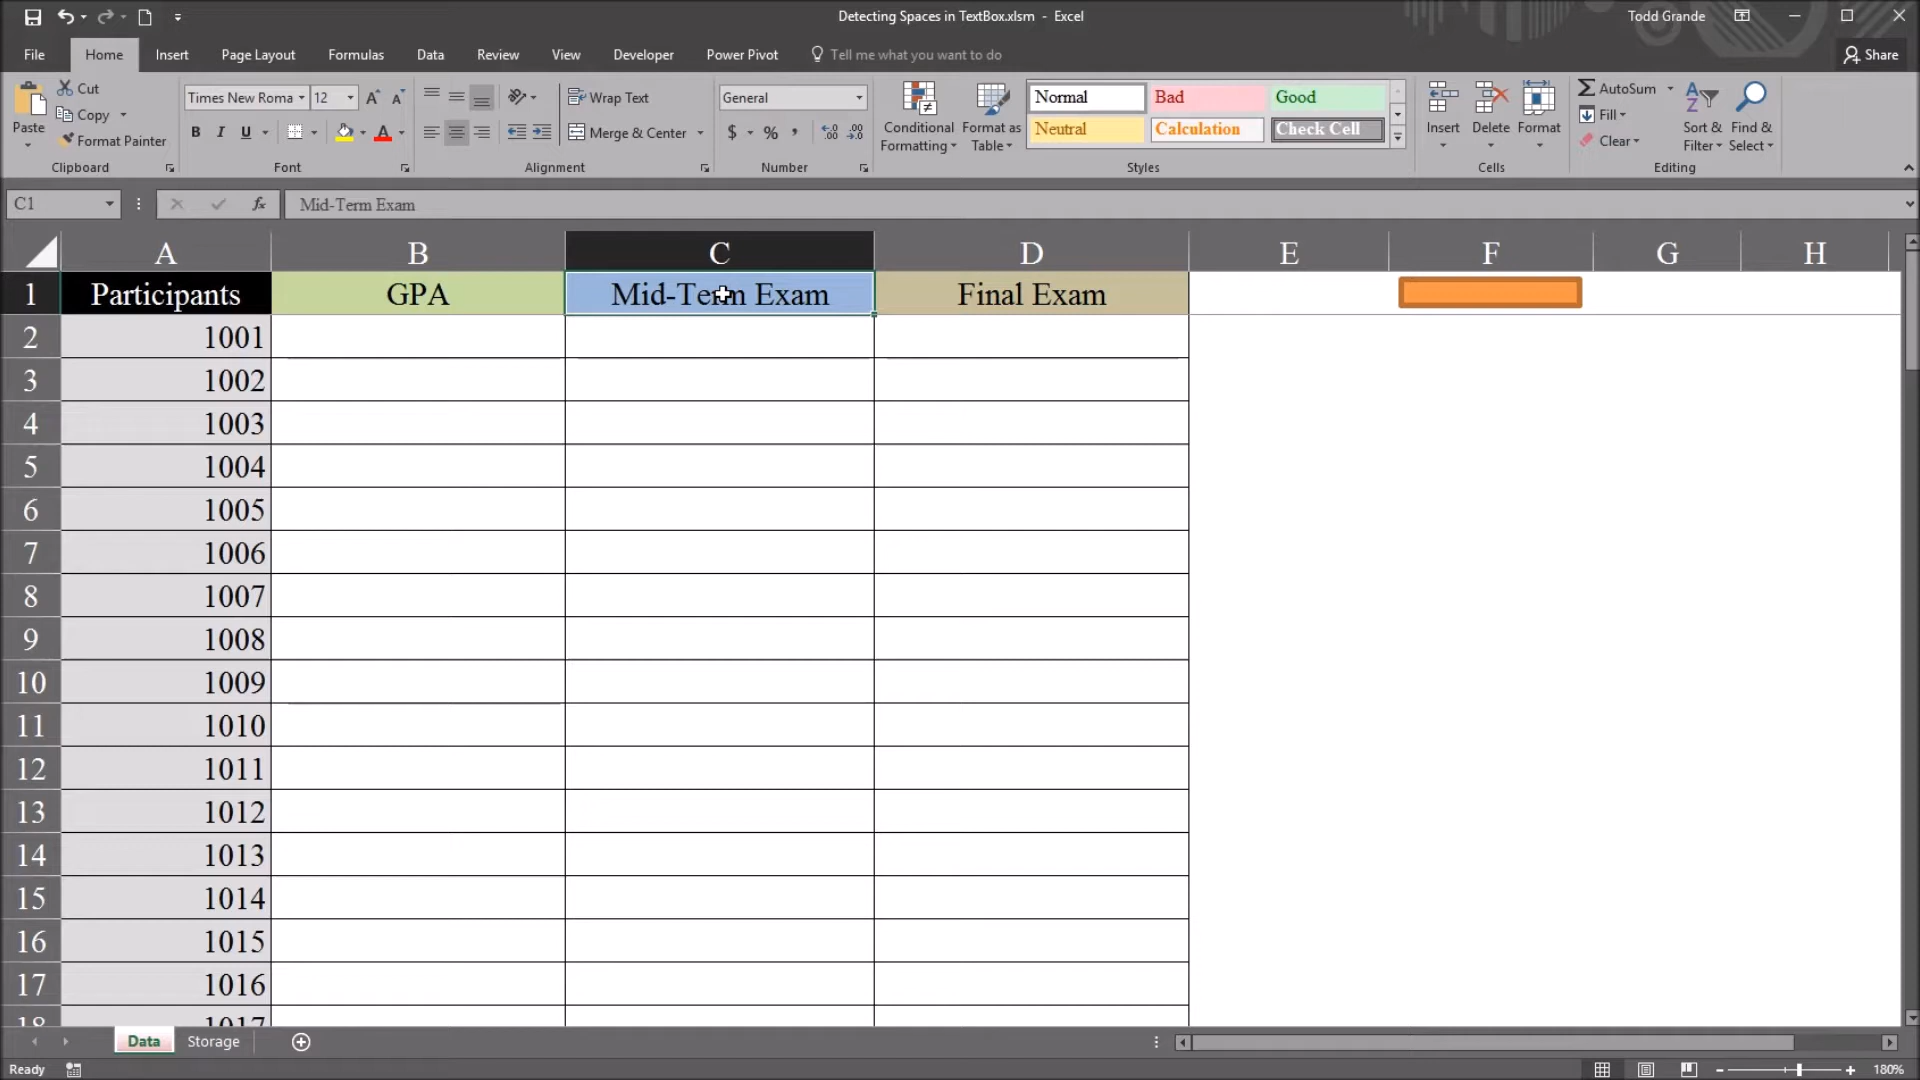 Detecting Spaces in TextBox.xlsm - Excel
Todd Grande
File Home Insert Page Layout Formulas Data Review View Developer Power Pivot Tell me what you want to do
Share
Paste
Cut
Copy
Format Painter
Clipboard
Times New Roma 12
B I U
Font
Wrap Text
Merge & Center
Alignment
General
$ % ,
Number
Conditional Formatting
Format as Table
Normal Bad Good
Neutral Calculation Check Cell
Styles
Insert Delete Format
Cells
AutoSum
Fill
Clear
Sort & Filter
Find & Select
Editing
C1 fx Mid-Term Exam
A B C D E F G H
1 Participants GPA Mid-Term Exam Final Exam
2 1001
3 1002
4 1003
5 1004
6 1005
7 1006
8 1007
9 1008
10 1009
11 1010
12 1011
13 1012
14 1013
15 1014
16 1015
17 1016
18 1017
Data Storage
Ready
180%